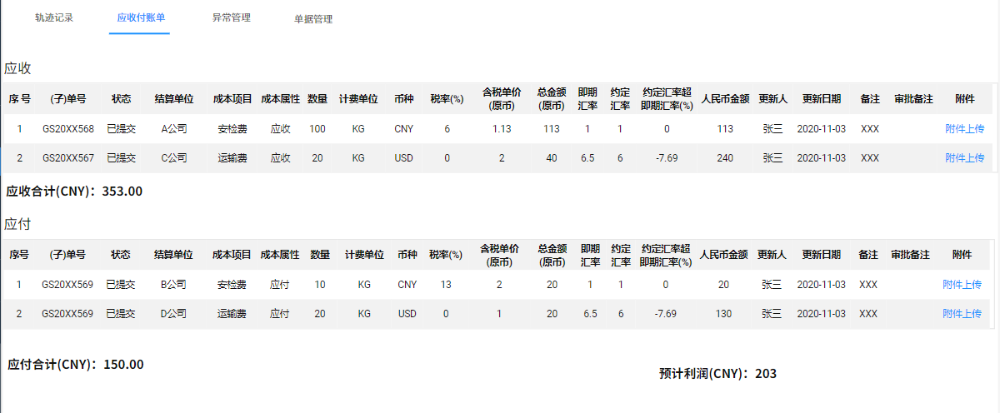 轨迹记录 应收付账单 异常管理 单据管理
应收
序号 (子)单号 状态 结算单位 成本项目 成本属性 数量 计费单位 币种 税率(%) 含税单价(原币) 总金额(原币) 即期汇率 约定汇率 约定汇率超即期汇率(%) 人民币金额 更新人 更新日期 备注 审批备注 附件
1 GS20XX568 已提交 A公司 安检费 应收 100 KG CNY 6 1.13 113 1 1 0 113 张三 2020-11-03 XXX 附件上传
2 GS20XX567 已提交 C公司 运输费 应收 20 KG USD 0 2 40 6.5 6 -7.69 240 张三 2020-11-03 XXX 附件上传
应收合计(CNY)：353.00
应付
序号 (子)单号 状态 结算单位 成本项目 成本属性 数量 计费单位 币种 税率(%) 含税单价(原币) 总金额(原币) 即期汇率 约定汇率 约定汇率超即期汇率(%) 人民币金额 更新人 更新日期 备注 审批备注 附件
1 GS20XX569 已提交 B公司 安检费 应付 10 KG CNY 13 2 20 1 1 0 20 张三 2020-11-03 XXX 附件上传
2 GS20XX569 已提交 D公司 运输费 应付 20 KG USD 0 1 20 6.5 6 -7.69 130 张三 2020-11-03 XXX 附件上传
应付合计(CNY)：150.00
预计利润(CNY)：203